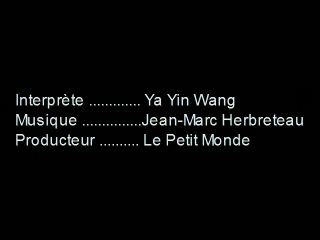 Interprète ............. Ya Yin Wang
Musique ...............Jean-Marc Herbreteau
Producteur .......... Le Petit Monde